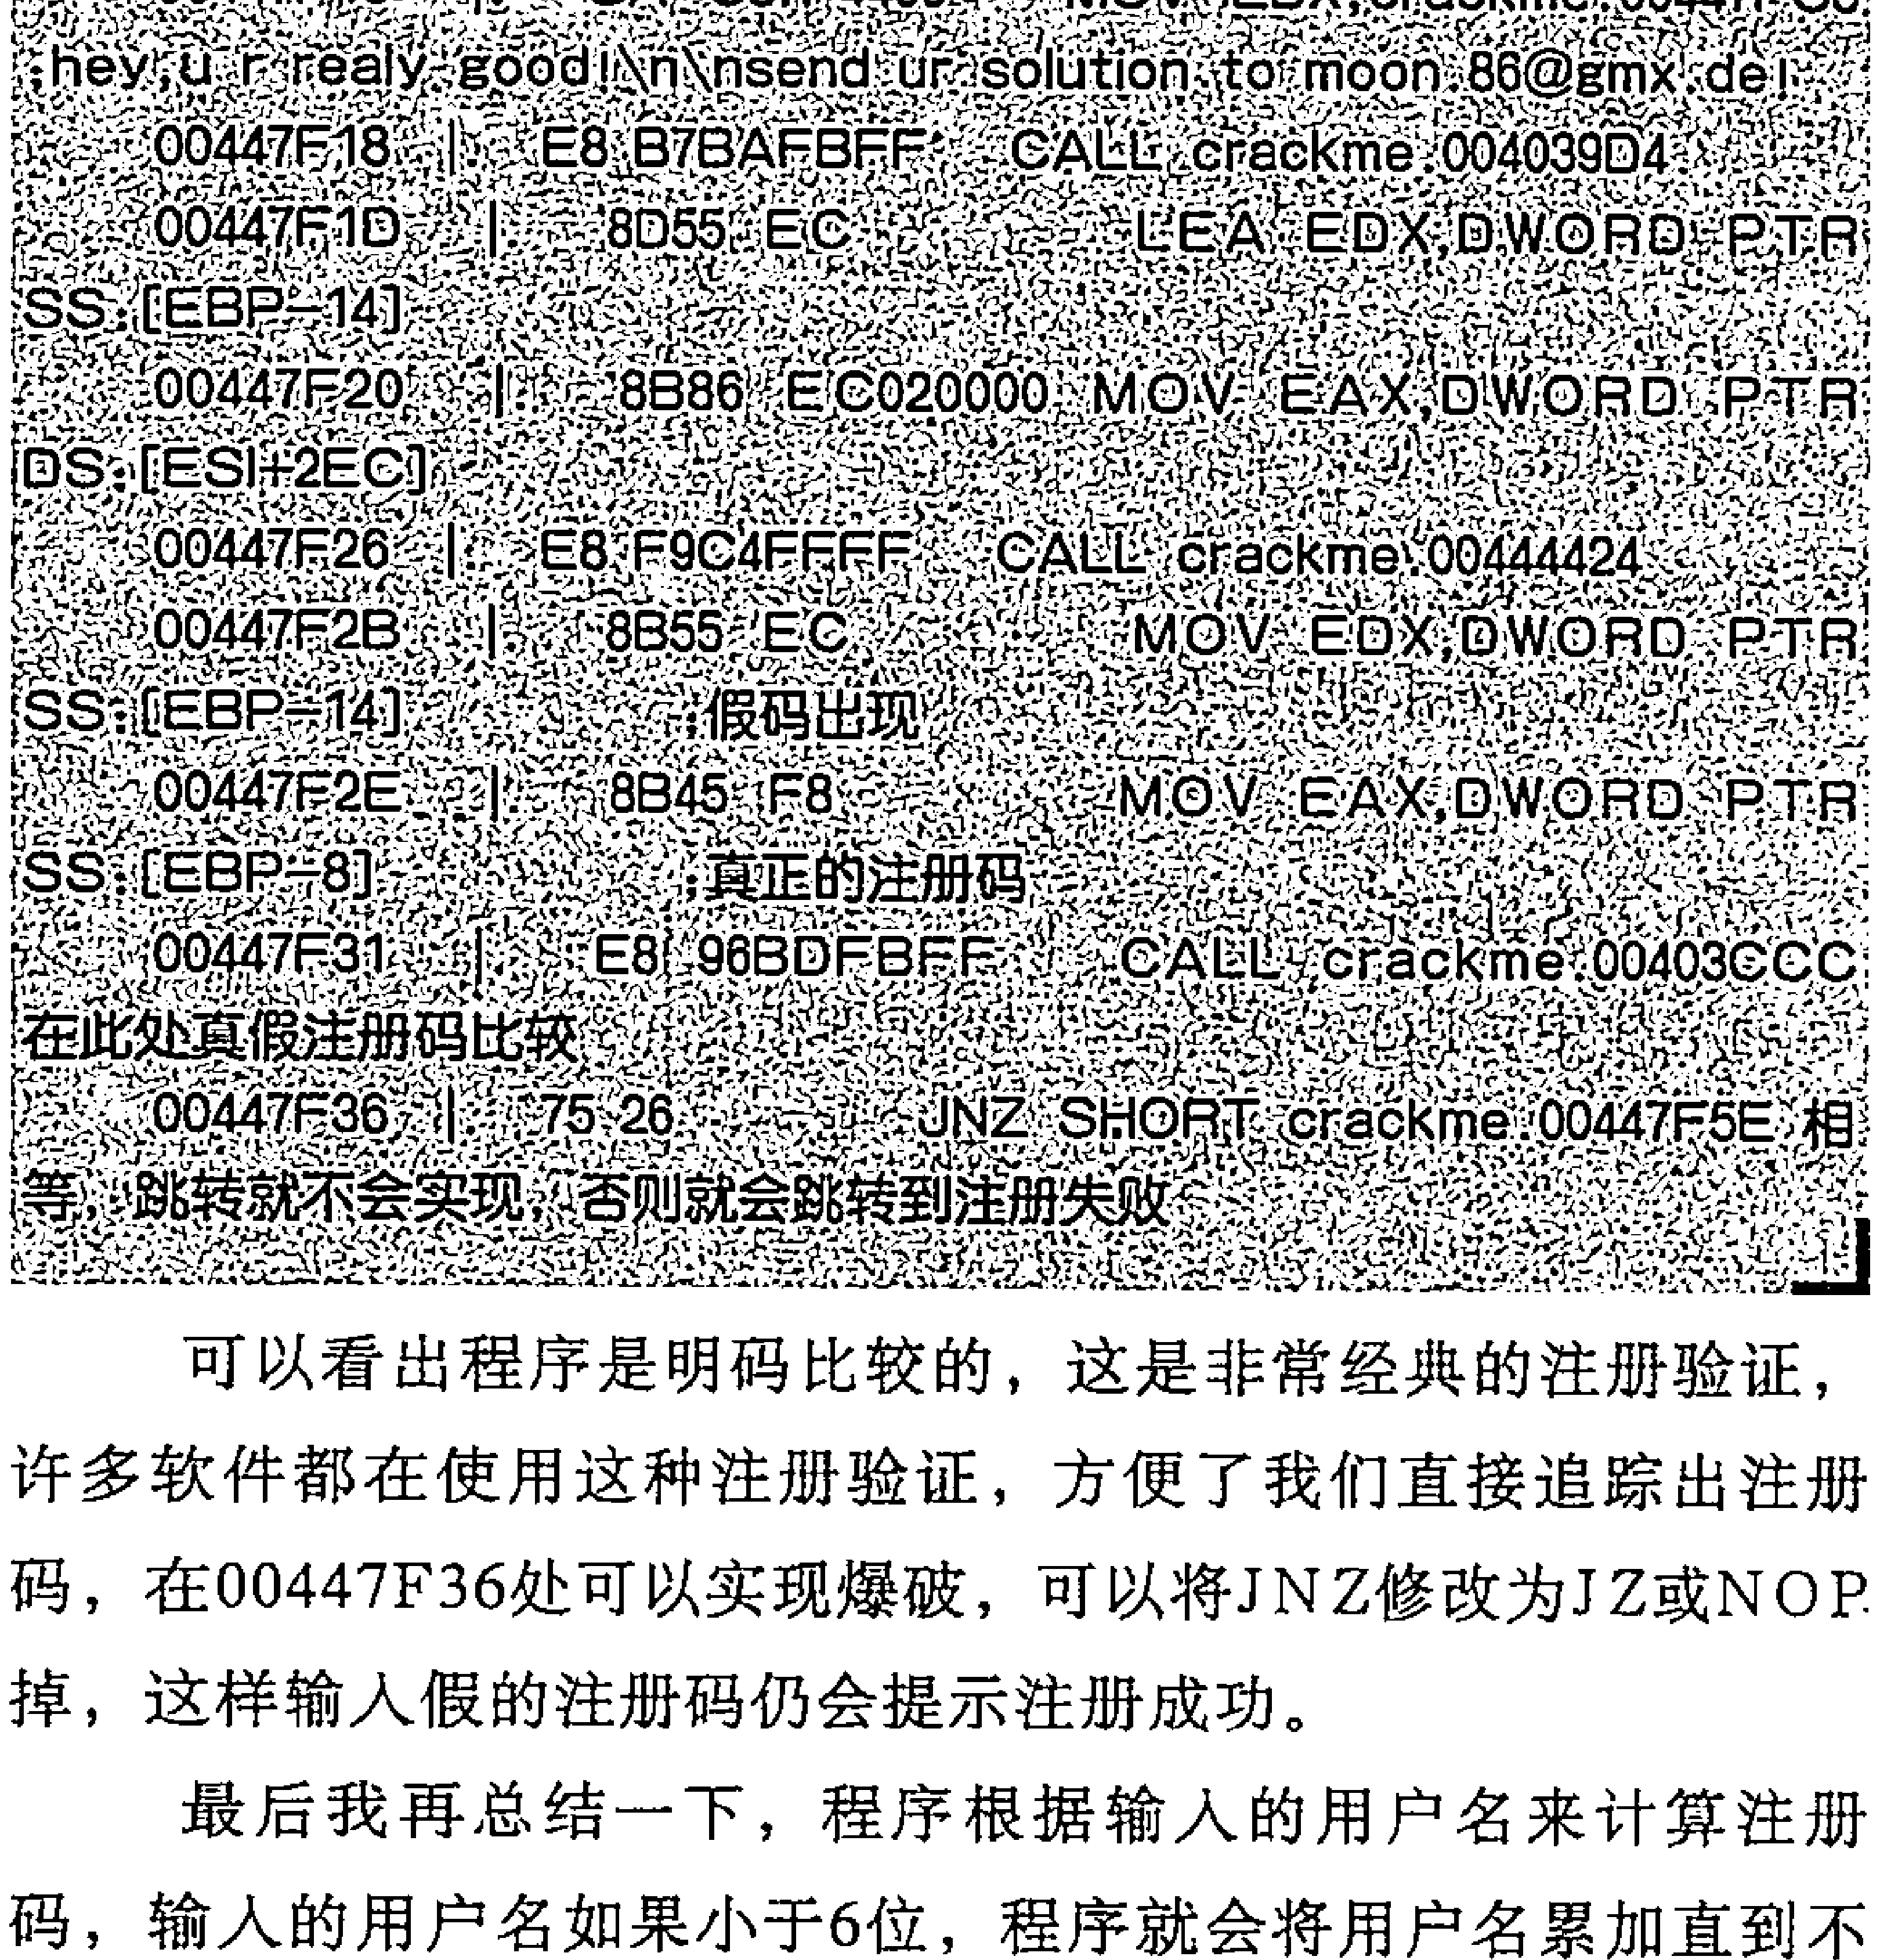 ;hey,u r realy good!\n\nsend ur solution to moon.86@gmx.de!
00447F18 |. E8 B7BAFBFF CALL crackme.004039D4
00447F1D |. 8D55 EC LEA EDX,DWORD PTR
SS:[EBP-14]
00447F20 |. 8B86 EC020000 MOV EAX,DWORD PTR
DS:[ESI+2EC]
00447F26 |. E8 F9C4FFFF CALL crackme.00444424
00447F2B |. 8B55 EC MOV EDX,DWORD PTR
SS:[EBP-14] ;假码出现
00447F2E |. 8B45 F8 MOV EAX,DWORD PTR
SS:[EBP-8] ;真正的注册码
00447F31 |. E8 96BDFBFF CALL crackme.00403CCC
在此处真假注册码比较
00447F36 |. 75 26 JNZ SHORT crackme.00447F5E 相
等，跳转就不会实现，否则就会跳转到注册失败
可以看出程序是明码比较的，这是非常经典的注册验证，
许多软件都在使用这种注册验证，方便了我们直接追踪出注册
码，在00447F36处可以实现爆破，可以将JNZ修改为JZ或NOP
掉，这样输入假的注册码仍会提示注册成功。
最后我再总结一下，程序根据输入的用户名来计算注册
码，输入的用户名如果小于6位，程序就会将用户名累加直到不